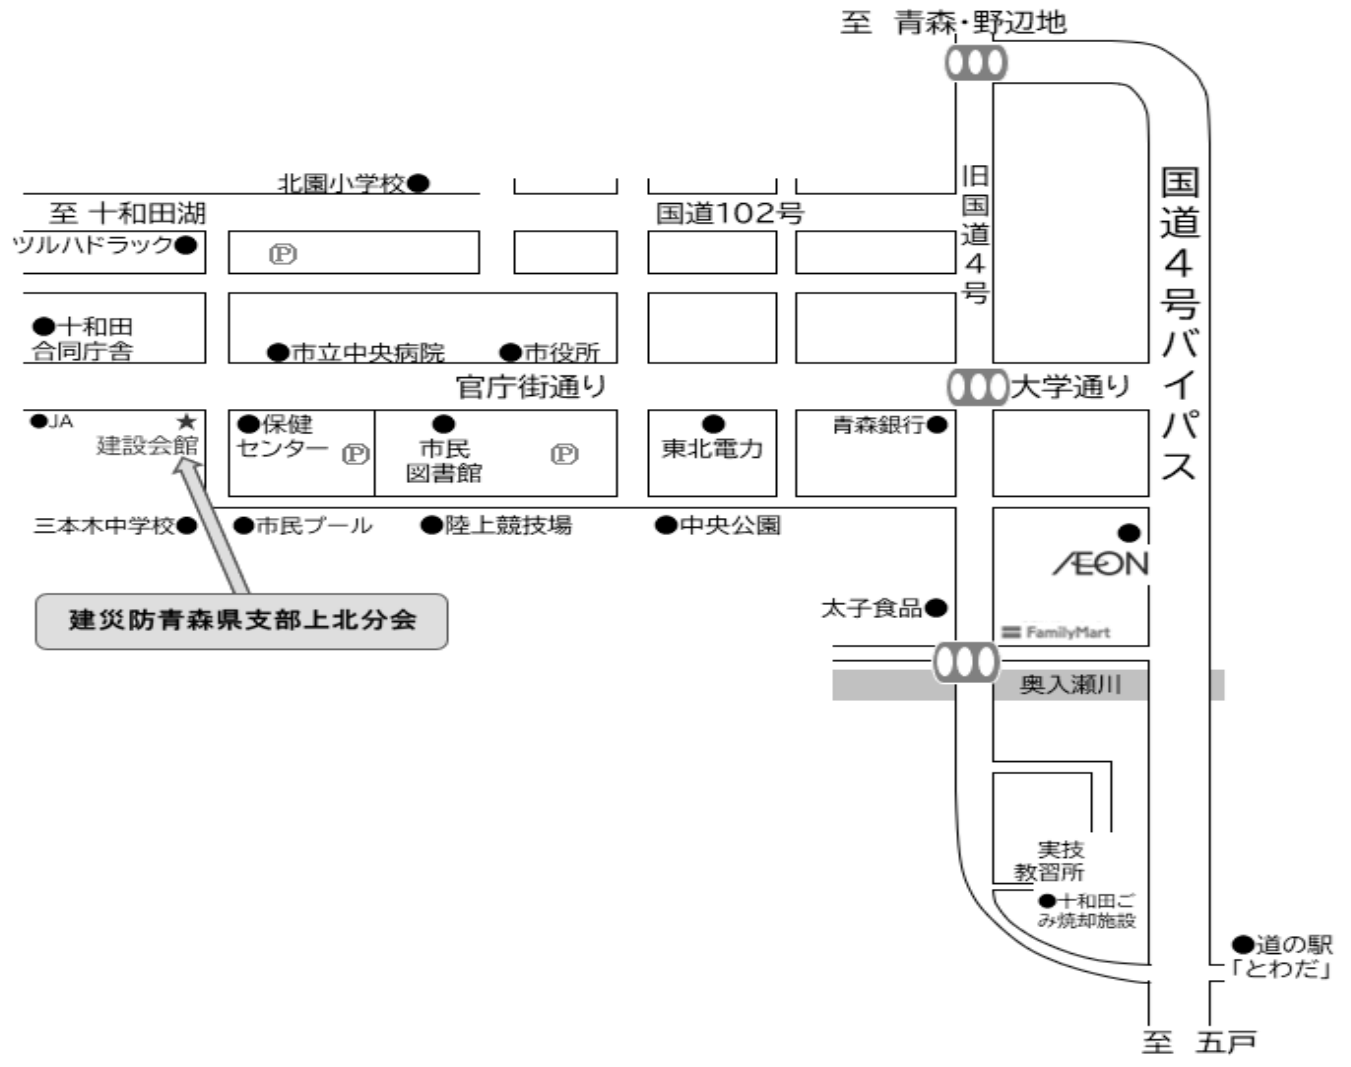 至 青森・野辺地
北園小学校●
至 十和田湖
国道102号
旧国道4号
国道4号バイパス
ツルハドラック●
Ⓟ
●十和田
合同庁舎
●市立中央病院
●市役所
官庁街通り
大学通り
●JA
★
建設会館
●保健
センター
Ⓟ
●
市民
図書館
Ⓟ
●
東北電力
青森銀行●
三本木中学校●
●市民プール
●陸上競技場
●中央公園
●
ÆON
建災防青森県支部上北分会
太子食品●
FamilyMart
奥入瀬川
実技
教習所
●十和田ご
み焼却施設
●道の駅
「とわだ」
至 五戸